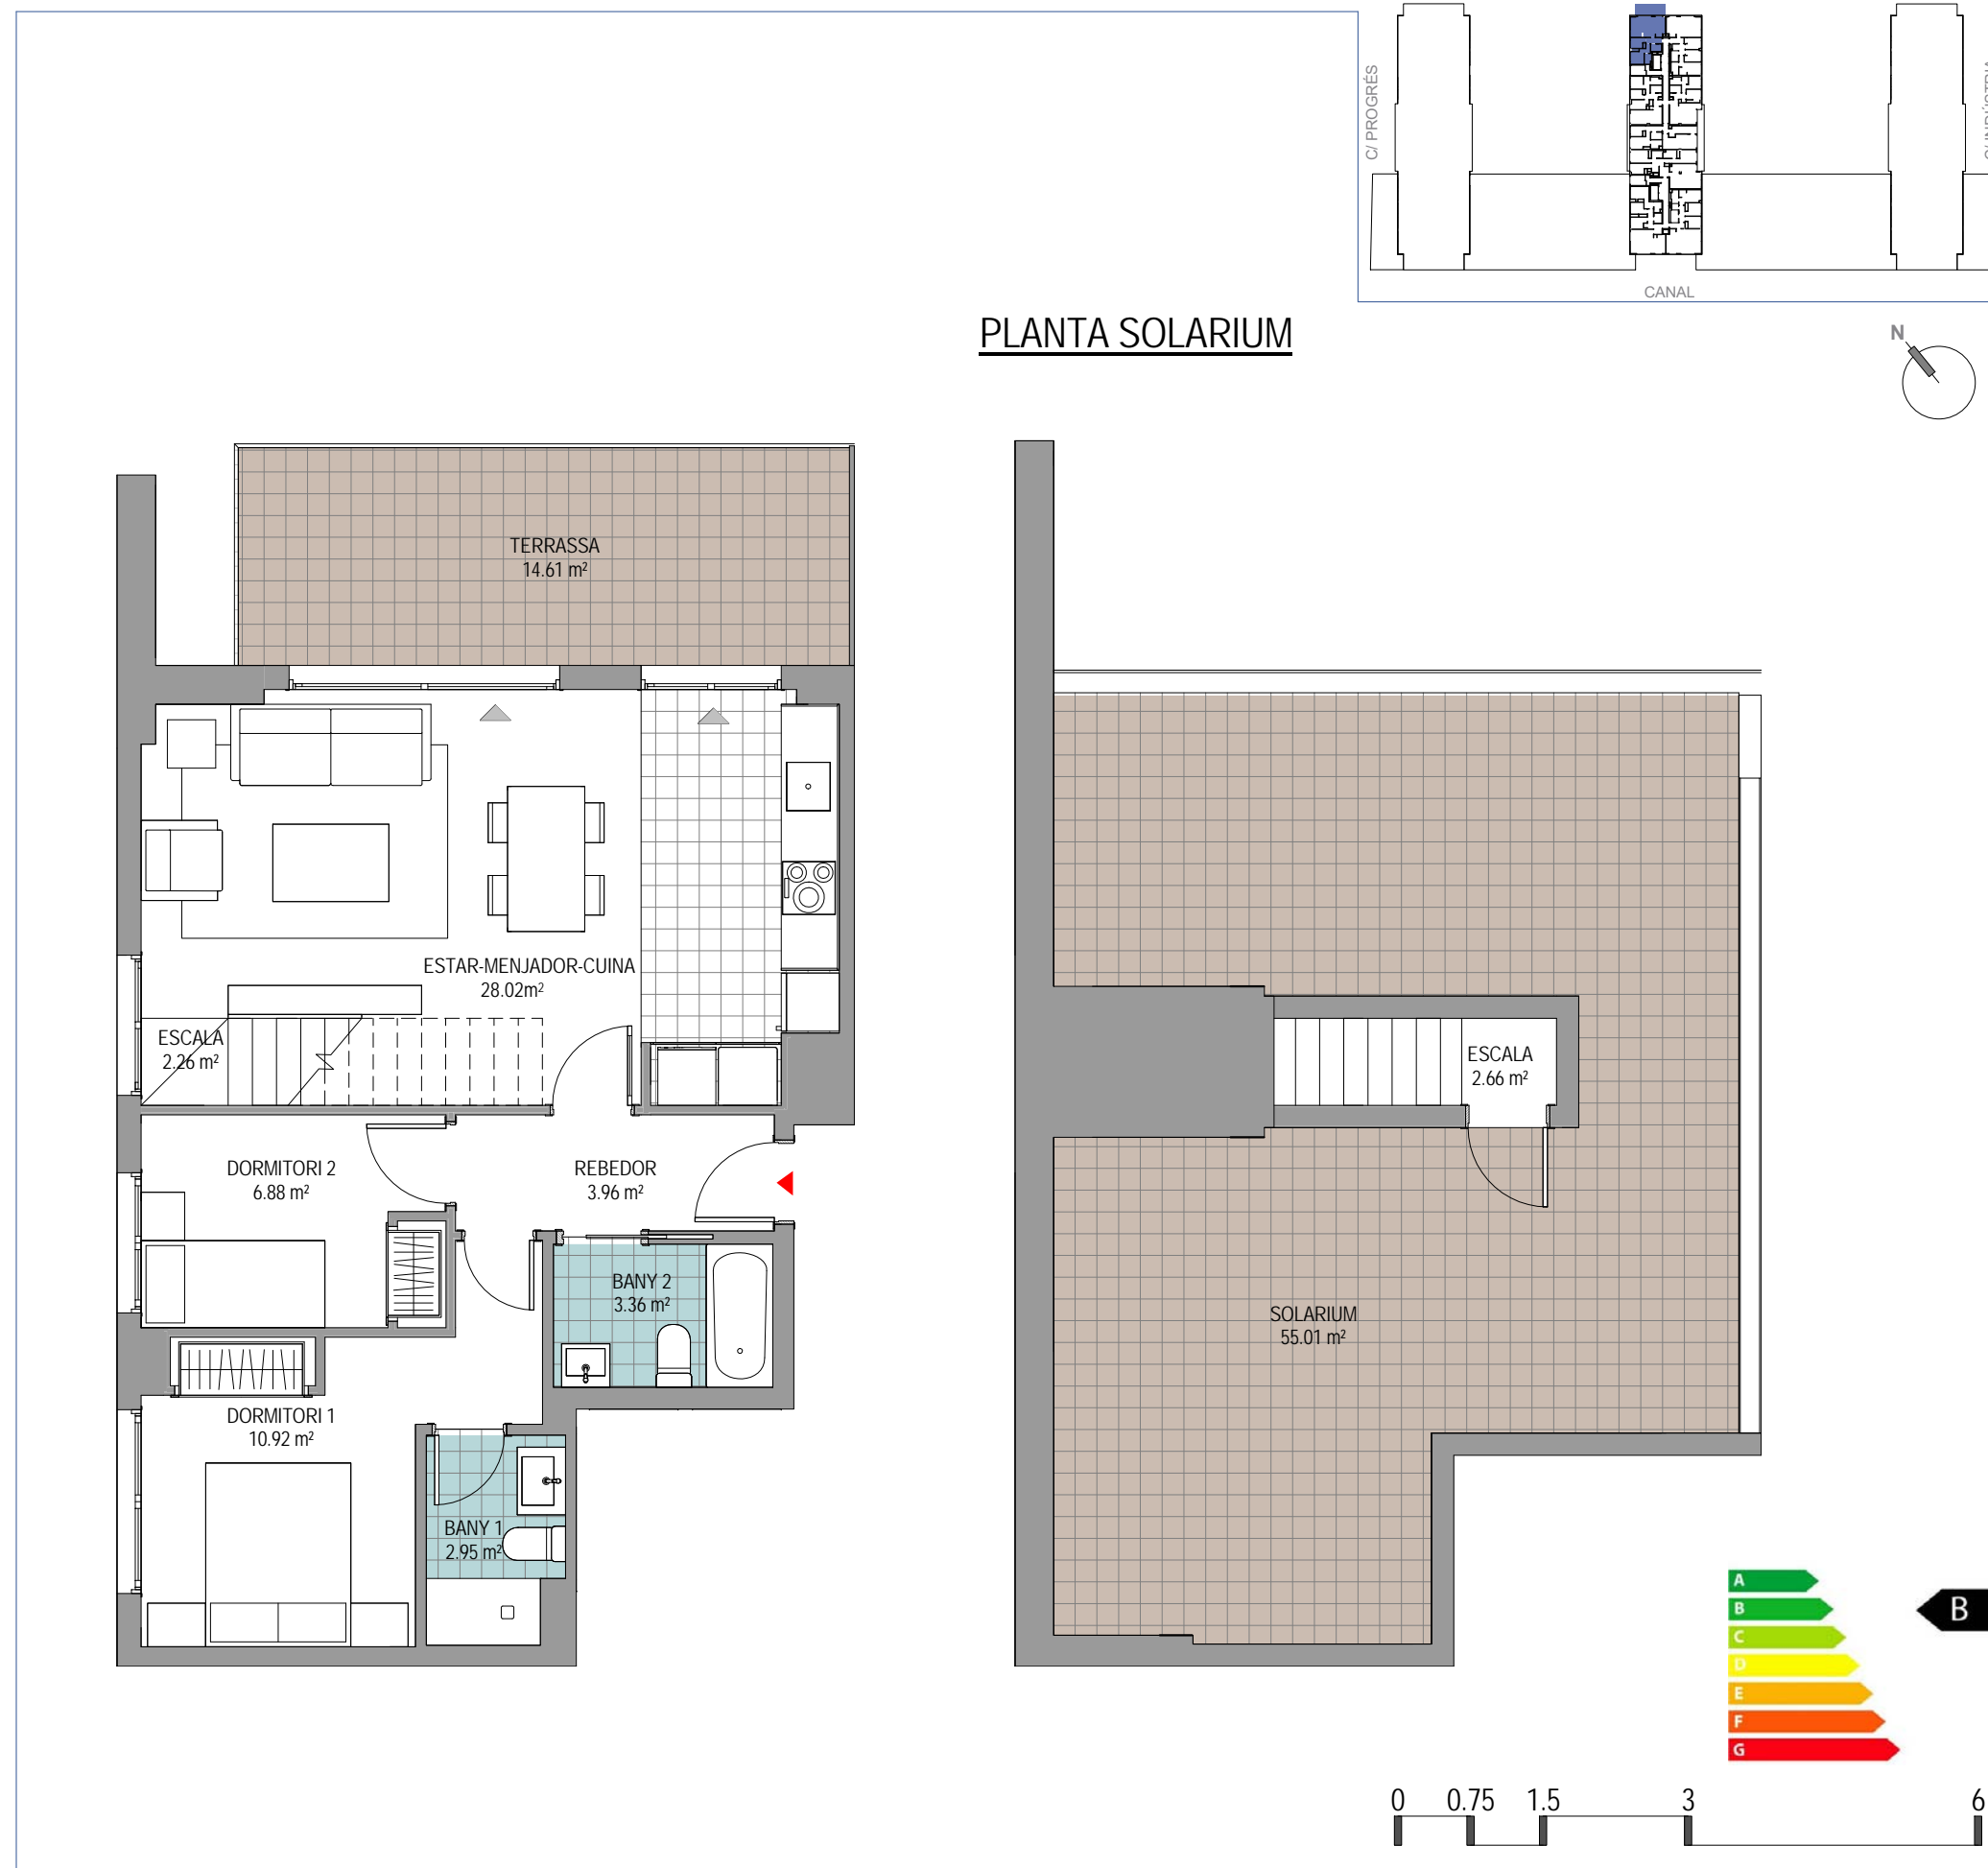 C/ PROGRÉS
CANAL
PLANTA SOLARIUM
N
TERRASSA
14.61 m²
ESTAR-MENJADOR-CUINA
28.02m²
ESCALA
2.26 m²
ESCALA
2.66 m²
DORMITORI 2
6.88 m²
REBEDOR
3.96 m²
BANY 2
3.36 m²
SOLARIUM
55.01 m²
DORMITORI 1
10.92 m²
BANY 1
2.95 m²
A
B
C
D
E
F
G
B
0 0.75 1.5 3 6